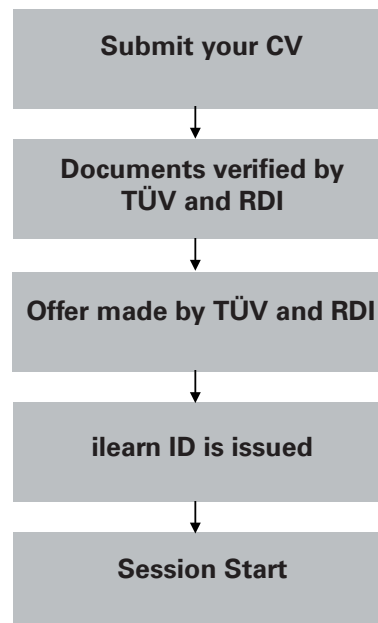 Submit your CV
Documents verified by
TÜV and RDI
Offer made by TÜV and RDI
ilearn ID is issued
Session Start